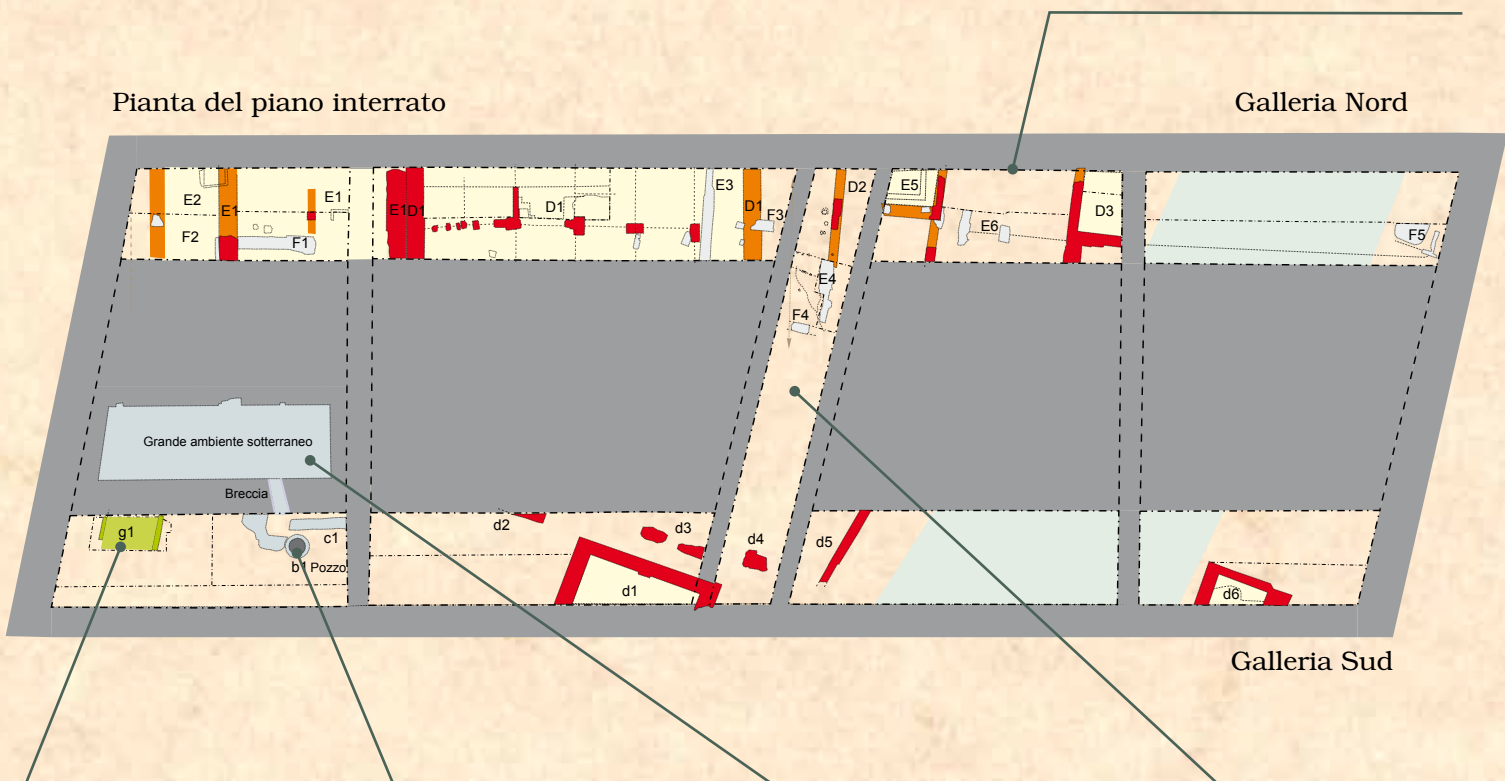 Pianta del piano interrato
Galleria Nord
E2
E1
E1
F2
F1
E1D1
D1
E3
D1
F3
D2
E5
E6
D3
F5
E4
F4
Grande ambiente sotterraneo
Breccia
g1
c1
b1 Pozzo
d2
d3
d1
d4
d5
d6
Galleria Sud